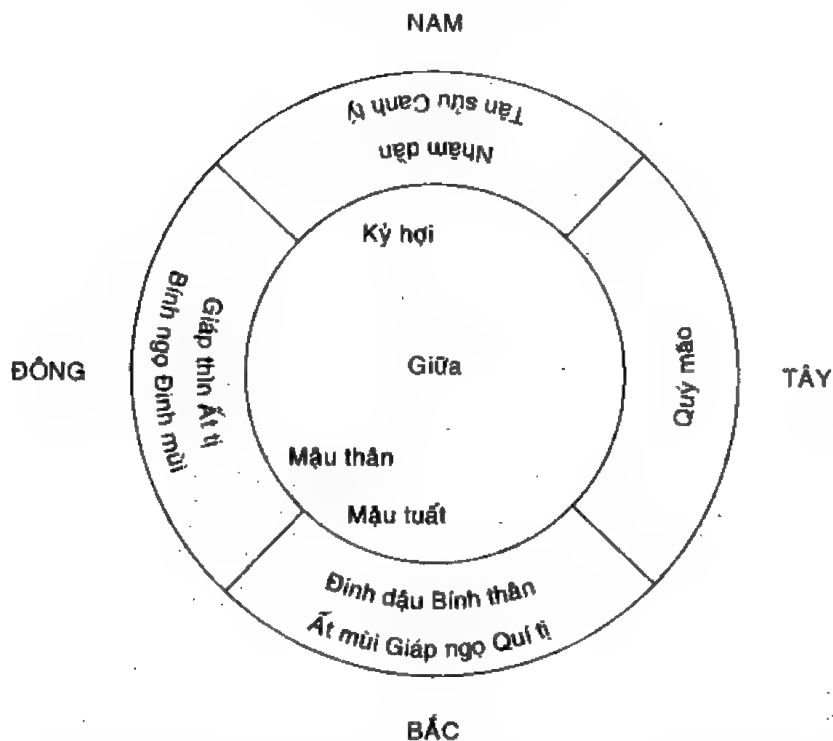 NAM
Tân sửu Canh tý
Nhâm dần
Kỷ hợi
Giáp thìn Ất tị
Bính ngọ Đinh mùi
ĐÔNG
Giữa
Quý mão
TÂY
Mậu thân
Mậu tuất
Đinh dậu Bính thân
Ất mùi Giáp ngọ Quí tị
BẮC